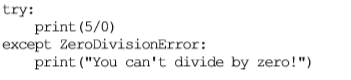 try:
    print(5/0)
except ZeroDivisionError:
    print("You can't divide by zero!")